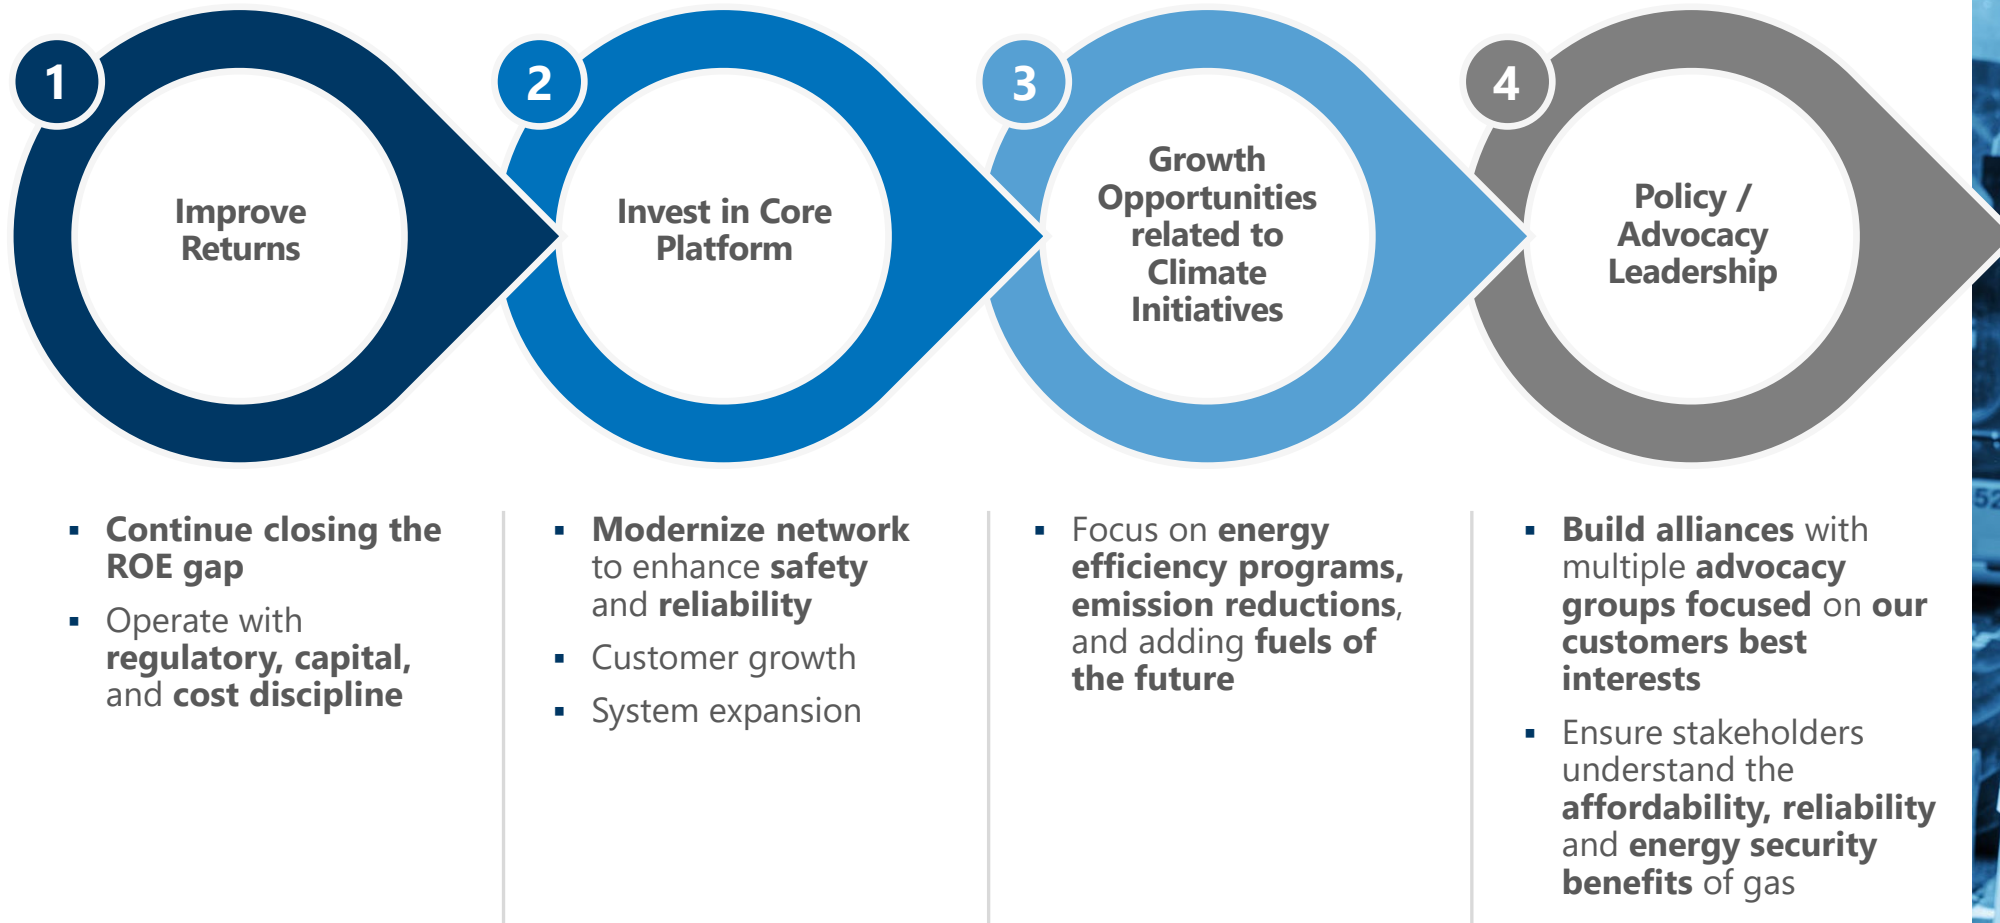 1
Improve
Returns
▪ Continue closing the
ROE gap
▪ Operate with
regulatory, capital,
and cost discipline
2
Invest in Core
Platform
▪ Modernize network
to enhance safety
and reliability
▪ Customer growth
▪ System expansion
3
Growth
Opportunities
related to
Climate
Initiatives
▪ Focus on energy
efficiency programs,
emission reductions,
and adding fuels of
the future
4
Policy /
Advocacy
Leadership
▪ Build alliances with
multiple advocacy
groups focused on our
customers best
interests
▪ Ensure stakeholders
understand the
affordability, reliability
and energy security
benefits of gas
52